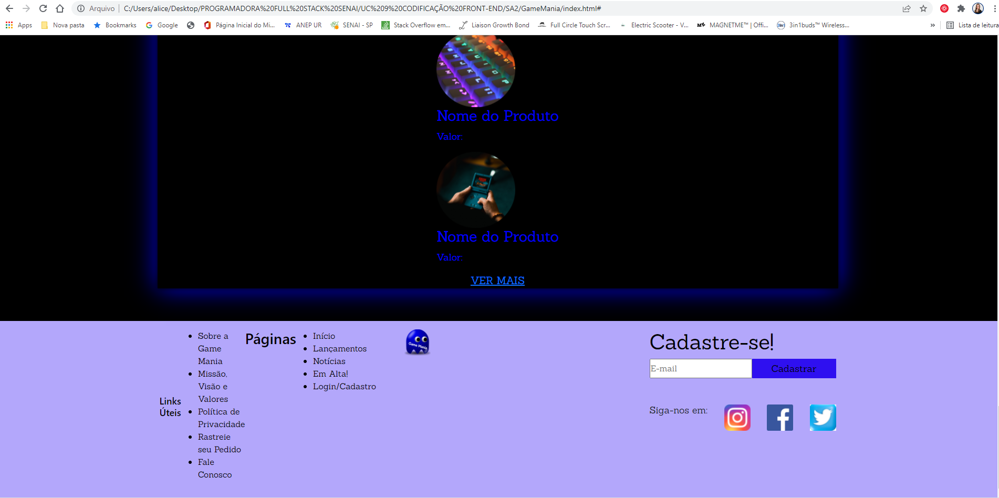 Arquivo | C:/Users/alice/Desktop/PROGRAMADORA%20FULL%20STACK%20SENAI/UC%209%20CODIFICAÇÃO%20FRONT-END/SA2/GameMania/index.html#
Apps Nova pasta Bookmarks Google Página Inicial do Mi... ANEP UR SENAI - SP Stack Overflow em... Liaison Growth Bond Full Circle Touch Scr... Electric Scooter - V... MAGNETME™ | Offi... 3in1buds™ Wireless... » Lista de leitura
Nome do Produto
Valor:
Nome do Produto
Valor:
VER MAIS
Links
Úteis
Sobre a
Game
Mania
Missão,
Visão e
Valores
Política de
Privacidade
Rastreie
seu Pedido
Fale
Conosco
Páginas
Início
Lançamentos
Notícias
Em Alta!
Login/Cadastro
Game Mania
Cadastre-se!
E-mail
Cadastrar
Siga-nos em: